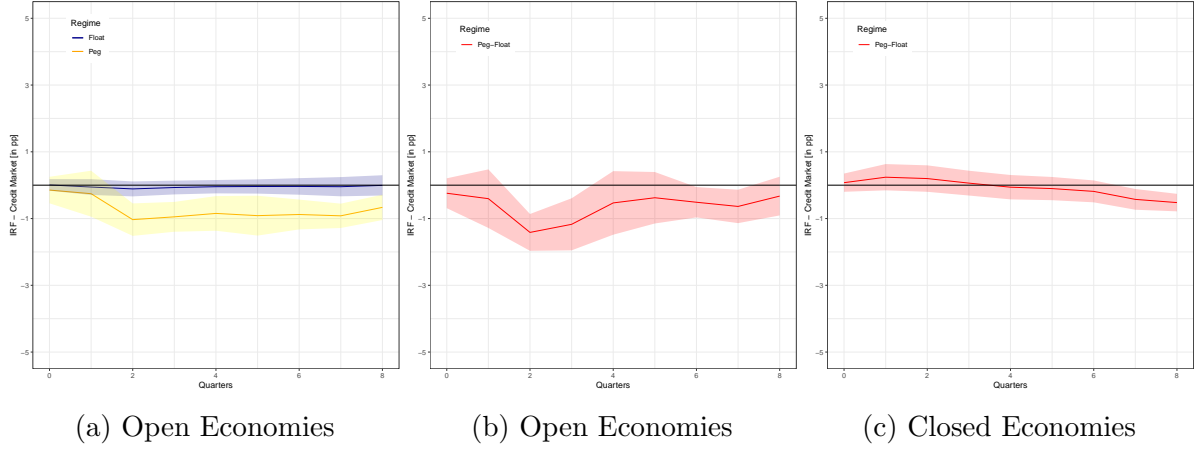 Regime
Float
Peg
IRF − Credit Market [in pp]
5
3
1
−1
−3
−5
0
2
4
6
8
Quarters
(a) Open Economies
Regime
Peg−Float
IRF − Credit Market [in pp]
5
3
1
−1
−3
−5
0
2
4
6
8
Quarters
(b) Open Economies
Regime
Peg−Float
IRF − Credit Market [in pp]
5
3
1
−1
−3
−5
0
2
4
6
8
Quarters
(c) Closed Economies